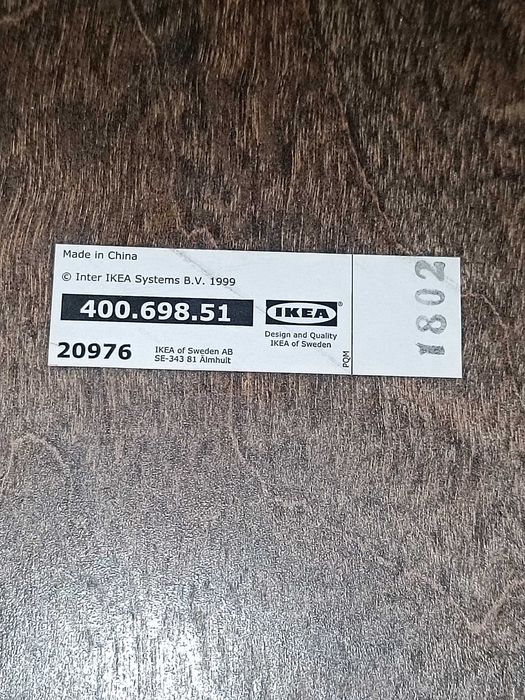 Made in China
© Inter IKEA Systems B.V. 1999
400.698.51
IKEA®
Design and Quality
IKEA of Sweden
20976
IKEA of Sweden AB
SE-343 81 Älmhult
PQM
1802